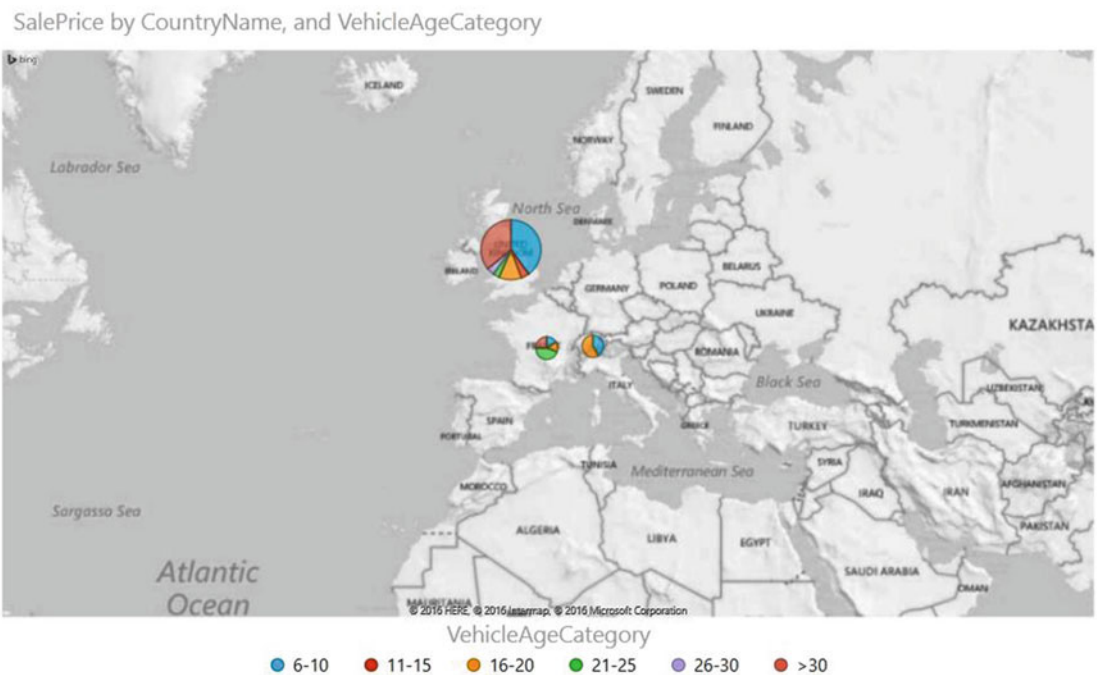 SalePrice by CountryName, and VehicleAgeCategory
bing
ICELAND
SWEDEN
FINLAND
NORWAY
Labrador Sea
North Sea
DENMARK
UNITED
KINGDOM
IRELAND
BELARUS
GERMANY
POLAND
UKRAINE
KAZAKHSTA
ROMANIA
ITALY
Black Sea
UZBEKISTAN
SPAIN
TURKMENISTAN
PORTUGAL
GREECE
TURKEY
TUNISIA
Mediterranean Sea
SYRIA
MOROCCO
IRAQ
IRAN
AFGHANISTAN
Sargasso Sea
ALGERIA
LIBYA
EGYPT
PAKISTAN
Atlantic
Ocean
SAUDI ARABIA
OMAN
MAURITANIA
© 2016 HERE, © 2016 Intermap, © 2016 Microsoft Corporation
VehicleAgeCategory
6-10 11-15 16-20 21-25 26-30 >30